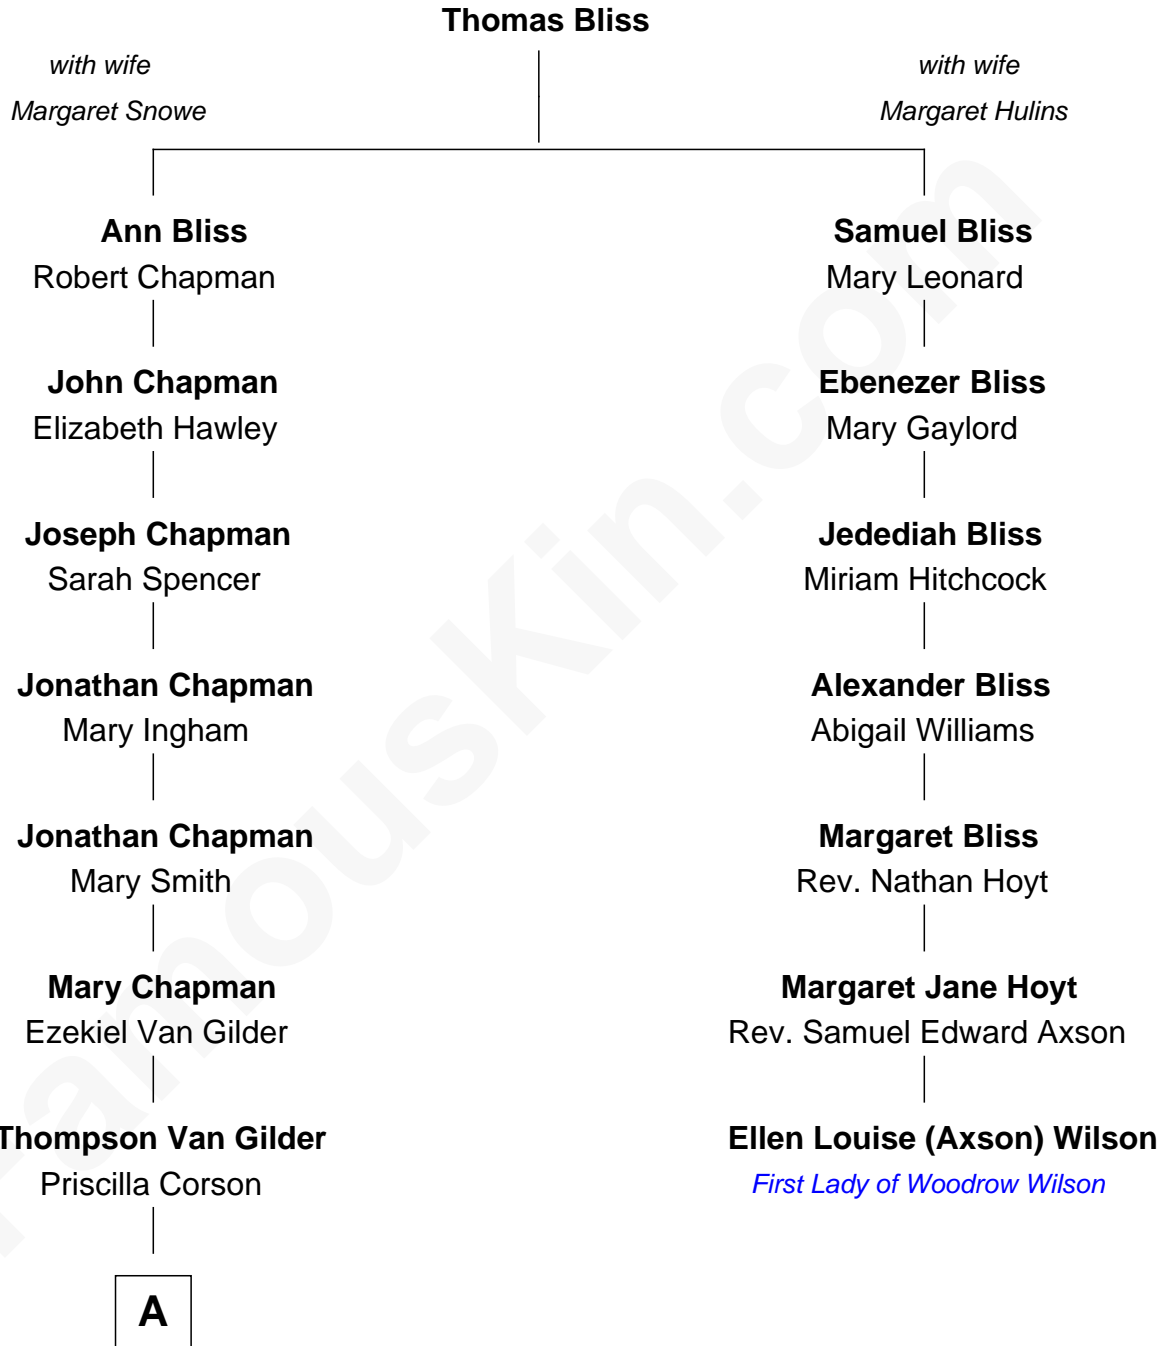 Thomas Bliss
with wife
Margaret Snowe
with wife
Margaret Hulins
Ann Bliss
Robert Chapman
Samuel Bliss
Mary Leonard
John Chapman
Elizabeth Hawley
Ebenezer Bliss
Mary Gaylord
Joseph Chapman
Sarah Spencer
Jedediah Bliss
Miriam Hitchcock
Jonathan Chapman
Mary Ingham
Alexander Bliss
Abigail Williams
Jonathan Chapman
Mary Smith
Margaret Bliss
Rev. Nathan Hoyt
Mary Chapman
Ezekiel Van Gilder
Margaret Jane Hoyt
Rev. Samuel Edward Axson
Thompson Van Gilder
Priscilla Corson
Ellen Louise (Axson) Wilson
First Lady of Woodrow Wilson
A
FamousKin.com